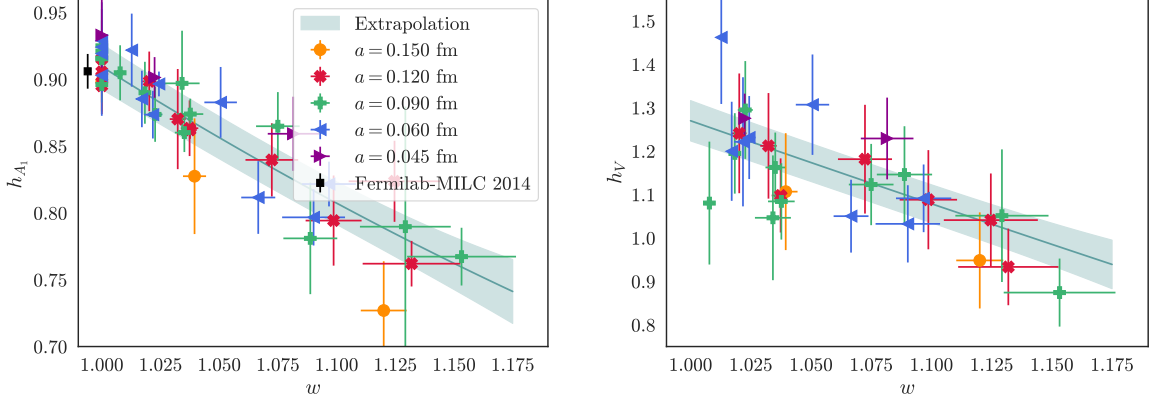 0.95
0.90
0.85
0.80
0.75
0.70
h_{A_1}
1.000 1.025 1.050 1.075 1.100 1.125 1.150 1.175
w
Extrapolation
a = 0.150 fm
a = 0.120 fm
a = 0.090 fm
a = 0.060 fm
a = 0.045 fm
Fermilab-MILC 2014
1.5
1.4
1.3
1.2
1.1
1.0
0.9
0.8
h_V
1.000 1.025 1.050 1.075 1.100 1.125 1.150 1.175
w